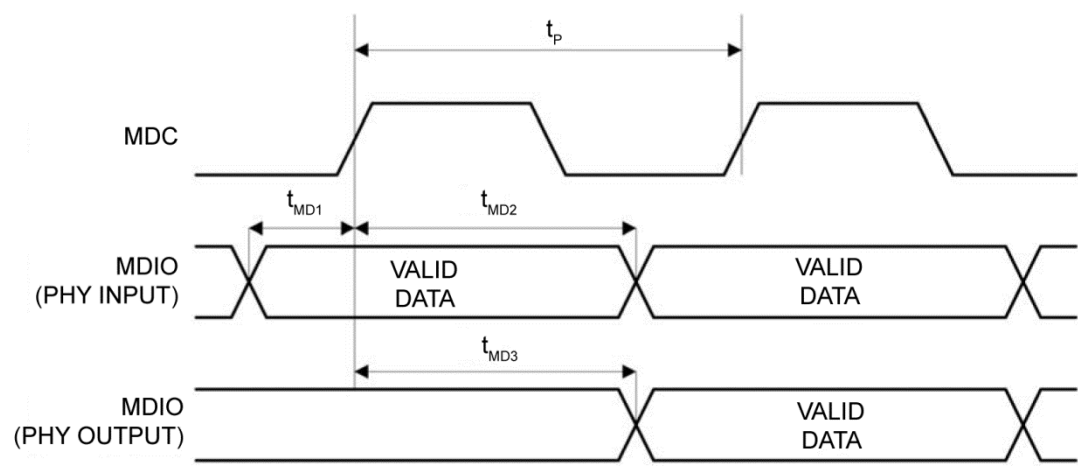 tP
MDC
tMD1
tMD2
MDIO
(PHY INPUT)
VALID
DATA
VALID
DATA
tMD3
MDIO
(PHY OUTPUT)
VALID
DATA